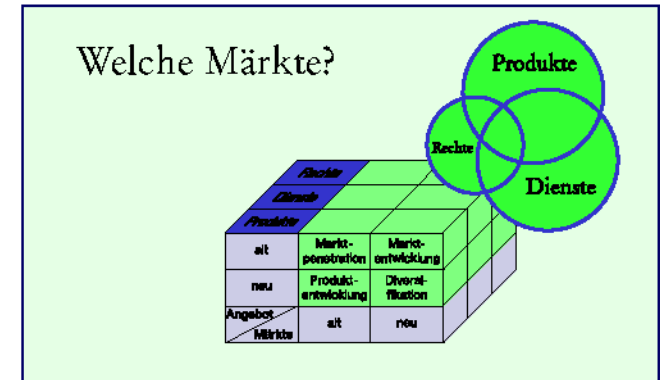 Welche Märkte?
Produkte
Rechte
Dienste
Rechte
Dienste
Produkte
alt
Markt-
penetration
Markt-
entwicklung
neu
Produkt-
entwicklung
Diversi-
fikation
Angebot
Märkte
alt
neu